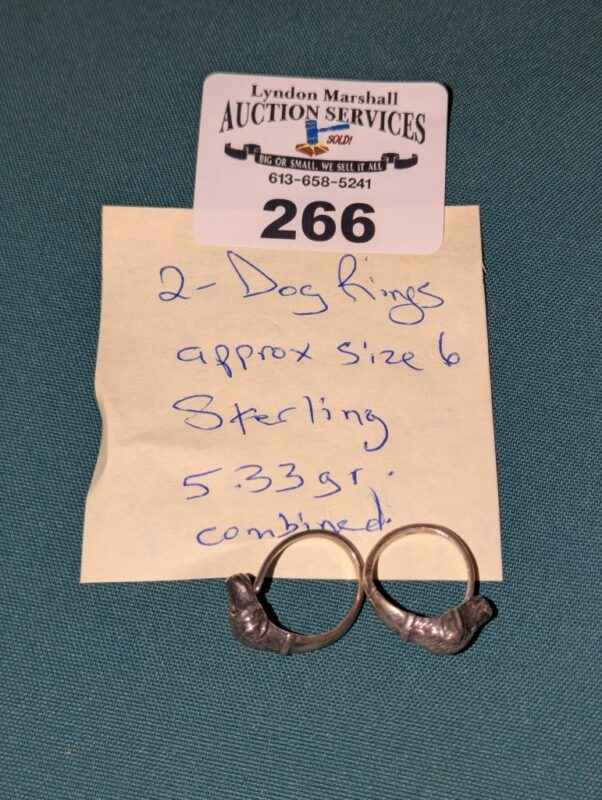 Lyndon Marshall
AUCTION SERVICES
SOLD!
BIG OR SMALL, WE SELL IT ALL
613-658-5241
266
2- Dog Rings
approx size 6
Sterling
5.33gr.
combined.